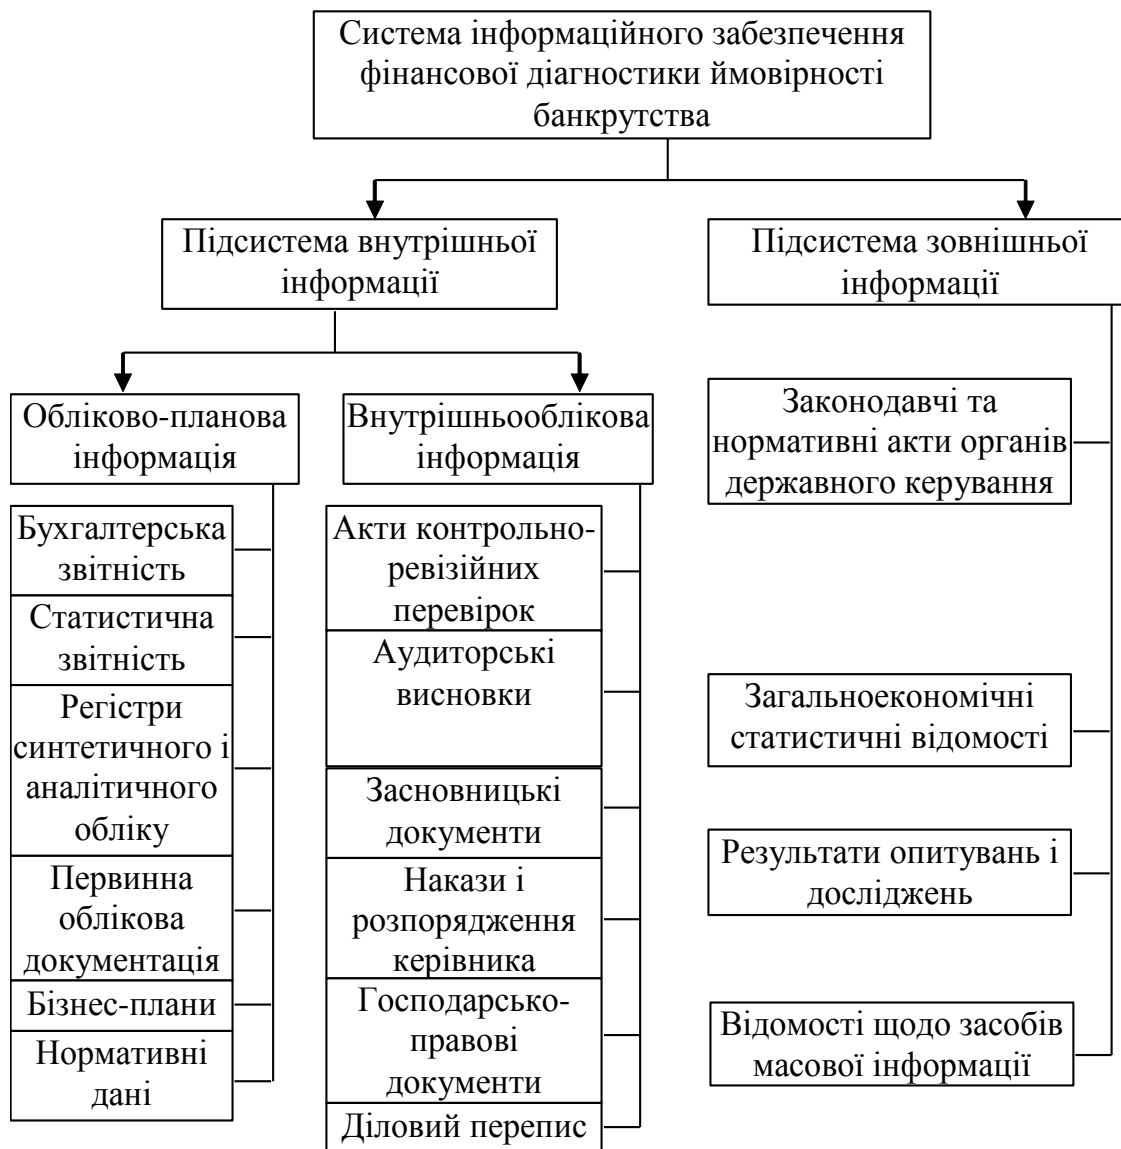 Система інформаційного забезпечення
фінансової діагностики ймовірності
банкрутства
Підсистема внутрішньої
інформації
Підсистема зовнішньої
інформації
Обліково-планова
інформація
Внутрішньооблікова
інформація
Бухгалтерська
звітність
Статистична
звітність
Регістри
синтетичного і
аналітичного
обліку
Первинна
облікова
документація
Бізнес-плани
Нормативні
дані
Акти контрольно-
ревізійних
перевірок
Аудиторські
висновки
Засновницькі
документи
Накази і
розпорядження
керівника
Господарсько-
правові
документи
Діловий перепис
Законодавчі та
нормативні акти органів
державного керування
Загальноекономічні
статистичні відомості
Результати опитувань і
досліджень
Відомості щодо засобів
масової інформації